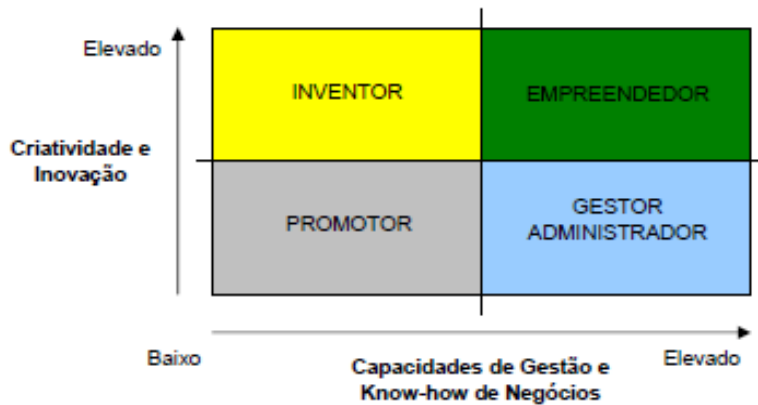 Elevado
INVENTOR
EMPREENDEDOR
Criatividade e
Inovação
PROMOTOR
GESTOR
ADMINISTRADOR
Baixo
Elevado
Capacidades de Gestão e
Know-how de Negócios